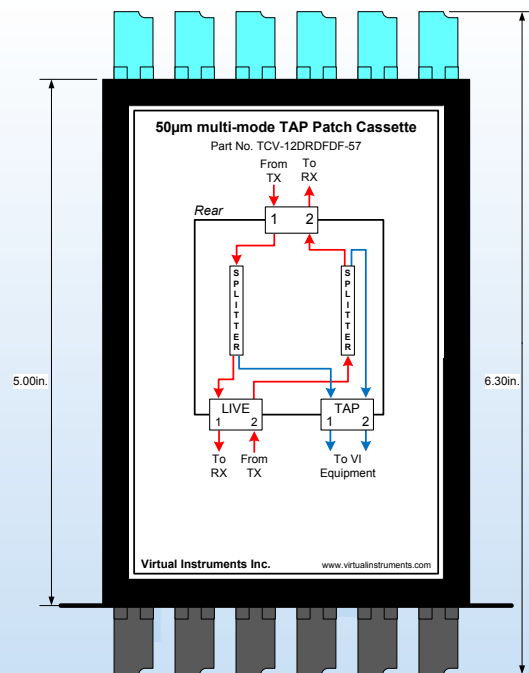 50µm multi-mode TAP Patch Cassette
Part No. TCV-12DRDFDF-57
From TX
To RX
Rear
1 2
SPLITTER
SPLITTER
5.00in.
6.30in.
LIVE
1 2
TAP
1 2
To RX
From TX
To VI Equipment
Virtual Instruments Inc.
www.virtualinstruments.com